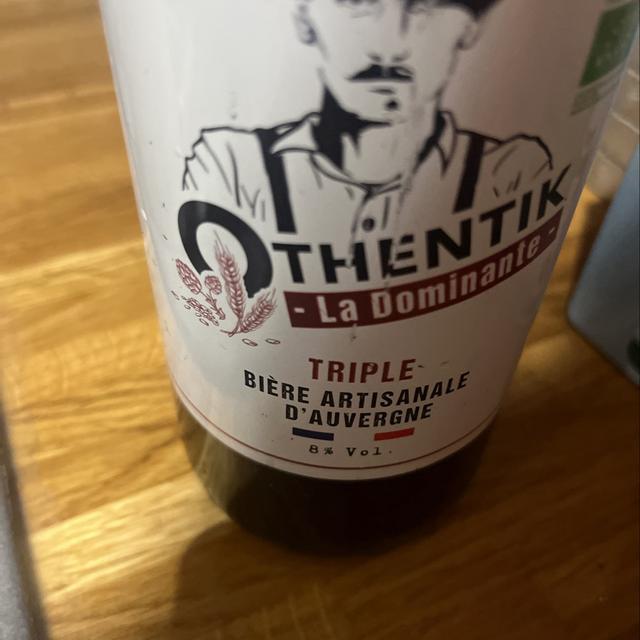 OTHENTIK
- La Dominante -
TRIPLE
BIÈRE ARTISANALE
D'AUVERGNE
8% Vol.